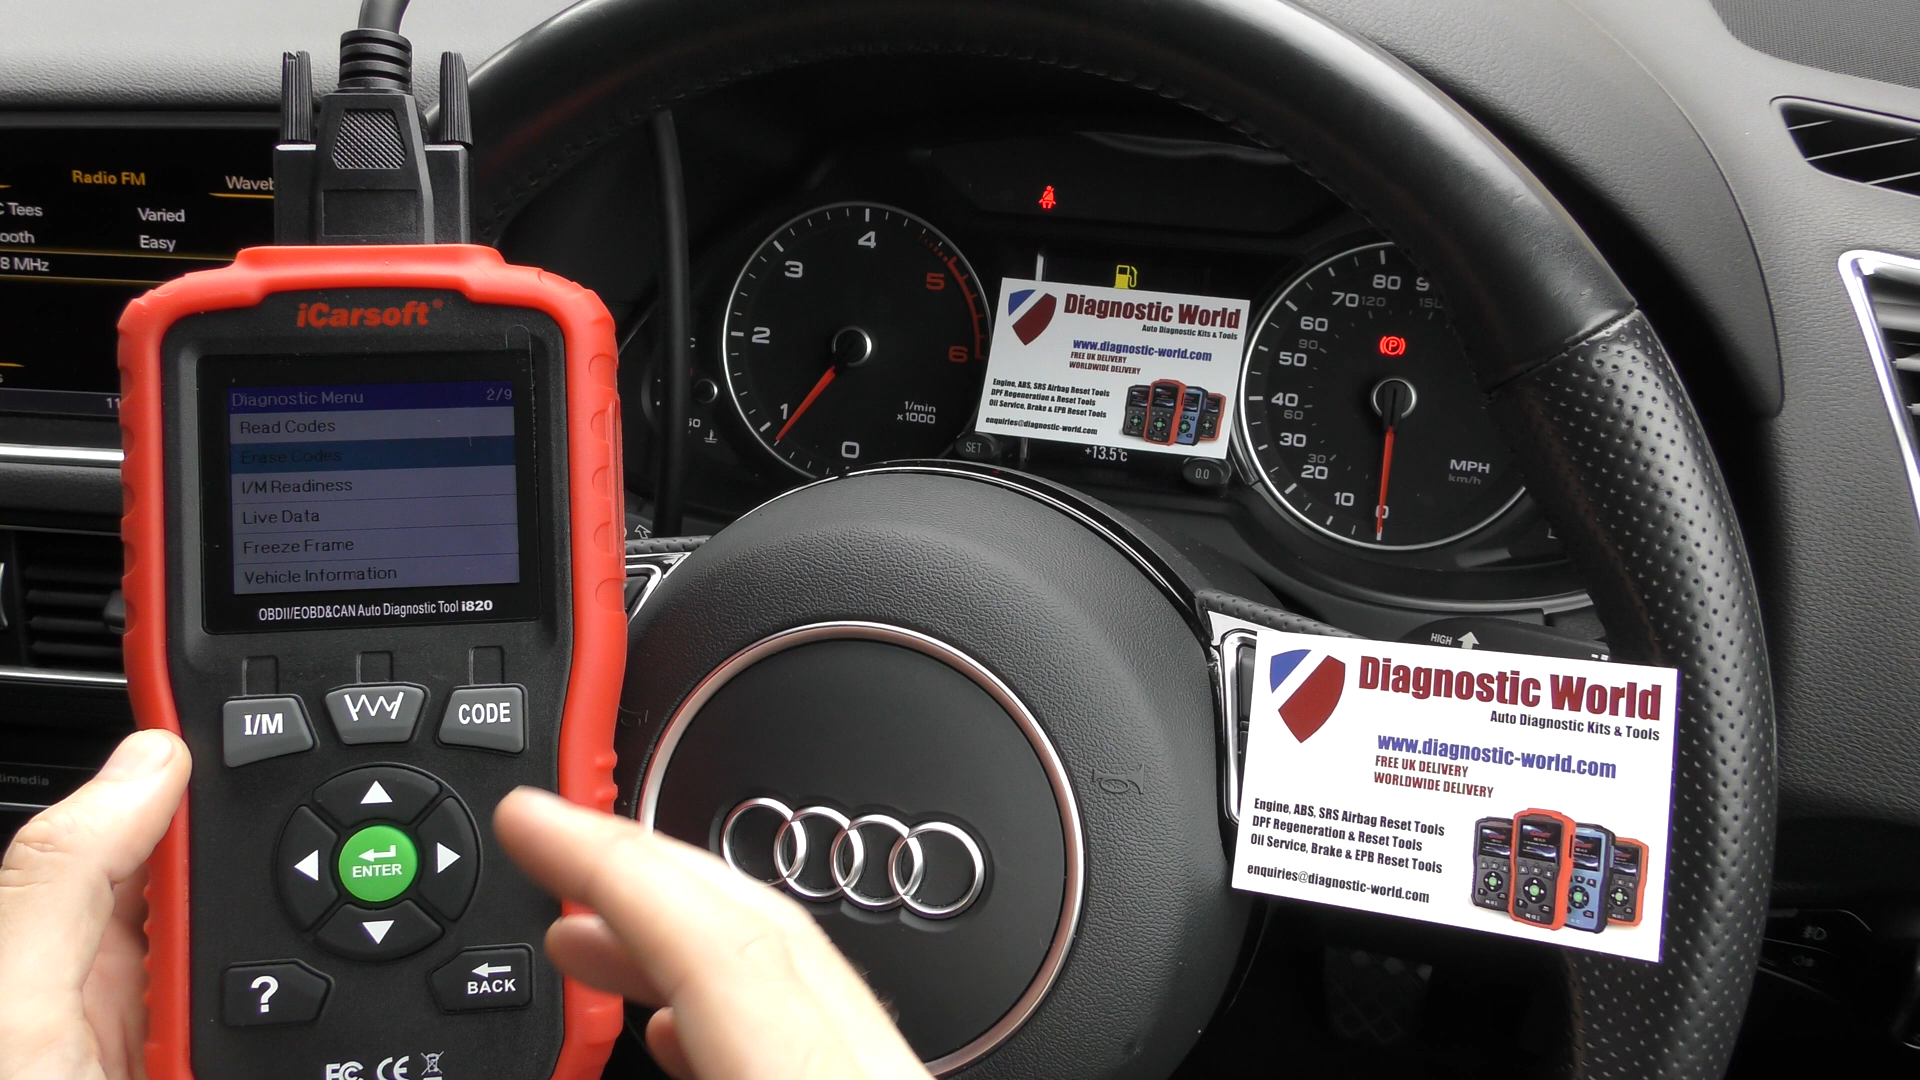 Radio FM
Waveb
C Tees
Varied
ooth
Easy
8 MHz
iCarsoft®
Diagnostic Menu 2/9
Read Codes
Erase Codes
I/M Readiness
Live Data
Freeze Frame
Vehicle Information
OBDII/EOBD&CAN Auto Diagnostic Tool i820
I/M
CODE
ENTER
?
BACK
FC CE
timedia
11
0
1
2
3
4
5
6
1/min
x1000
SET
+13.5°c
0.0
0
10
20
30
40
50
60
70
80
9
30
60
90
120
150
(P)
MPH
km/h
Diagnostic World
Auto Diagnostic Kits & Tools
www.diagnostic-world.com
FREE UK DELIVERY
WORLDWIDE DELIVERY
Engine, ABS, SRS Airbag Reset Tools
DPF Regeneration & Reset Tools
Oil Service, Brake & EPB Reset Tools
enquiries@diagnostic-world.com
HIGH
Diagnostic World
Auto Diagnostic Kits & Tools
www.diagnostic-world.com
FREE UK DELIVERY
WORLDWIDE DELIVERY
Engine, ABS, SRS Airbag Reset Tools
DPF Regeneration & Reset Tools
Oil Service, Brake & EPB Reset Tools
enquiries@diagnostic-world.com